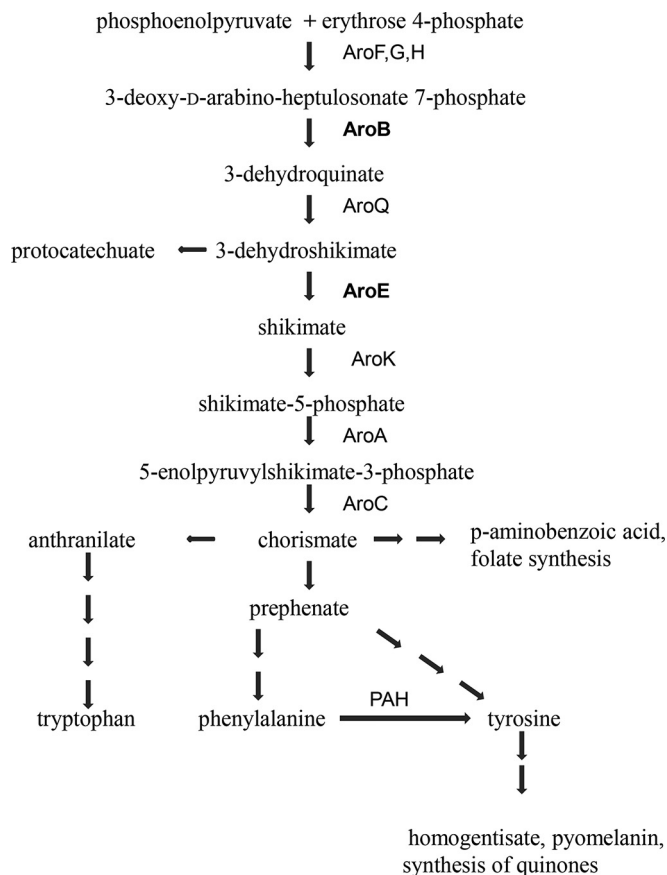 phosphoenolpyruvate + erythrose 4-phosphate
AroF,G,H
3-deoxy-D-arabino-heptulosonate 7-phosphate
AroB
3-dehydroquinate
AroQ
protocatechuate
3-dehydroshikimate
AroE
shikimate
AroK
shikimate-5-phosphate
AroA
5-enolpyruvylshikimate-3-phosphate
AroC
anthranilate
chorismate
p-aminobenzoic acid,
folate synthesis
prephenate
tryptophan
phenylalanine
PAH
tyrosine
homogentisate, pyomelanin,
synthesis of quinones